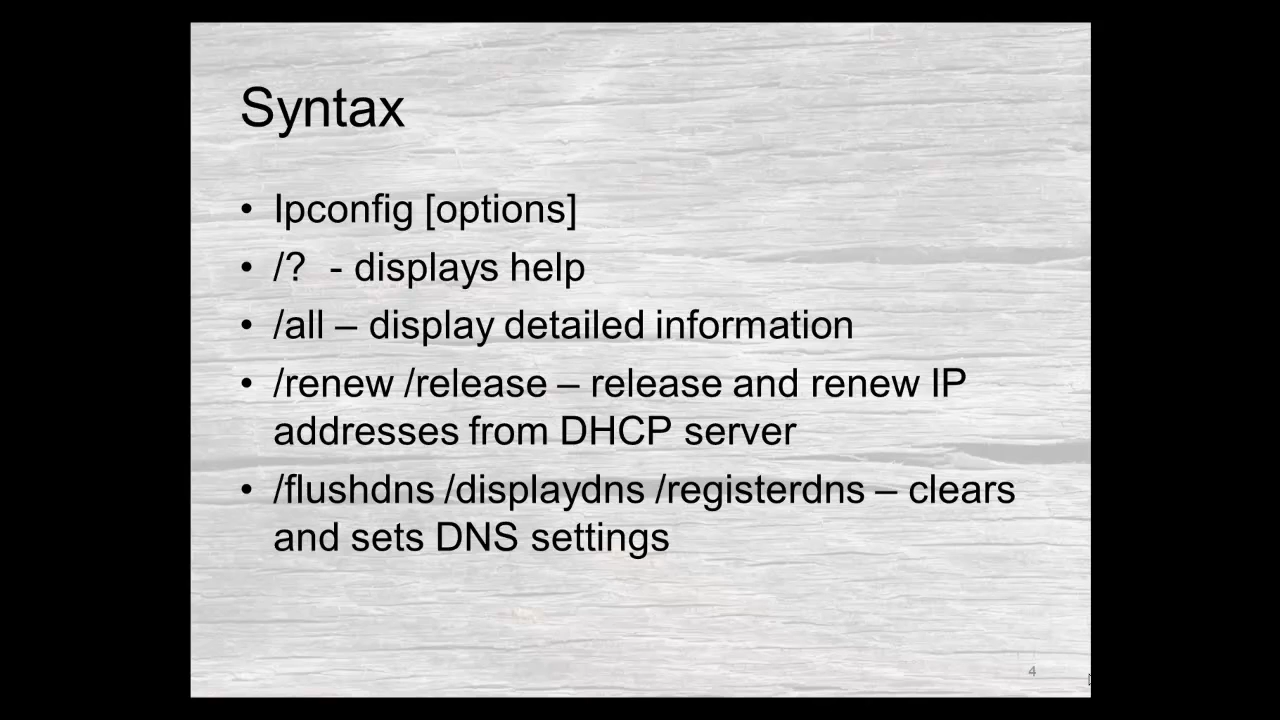 Syntax
• Ipconfig [options]
• /? - displays help
• /all – display detailed information
• /renew /release – release and renew IP
addresses from DHCP server
• /flushdns /displaydns /registerdns – clears
and sets DNS settings
4